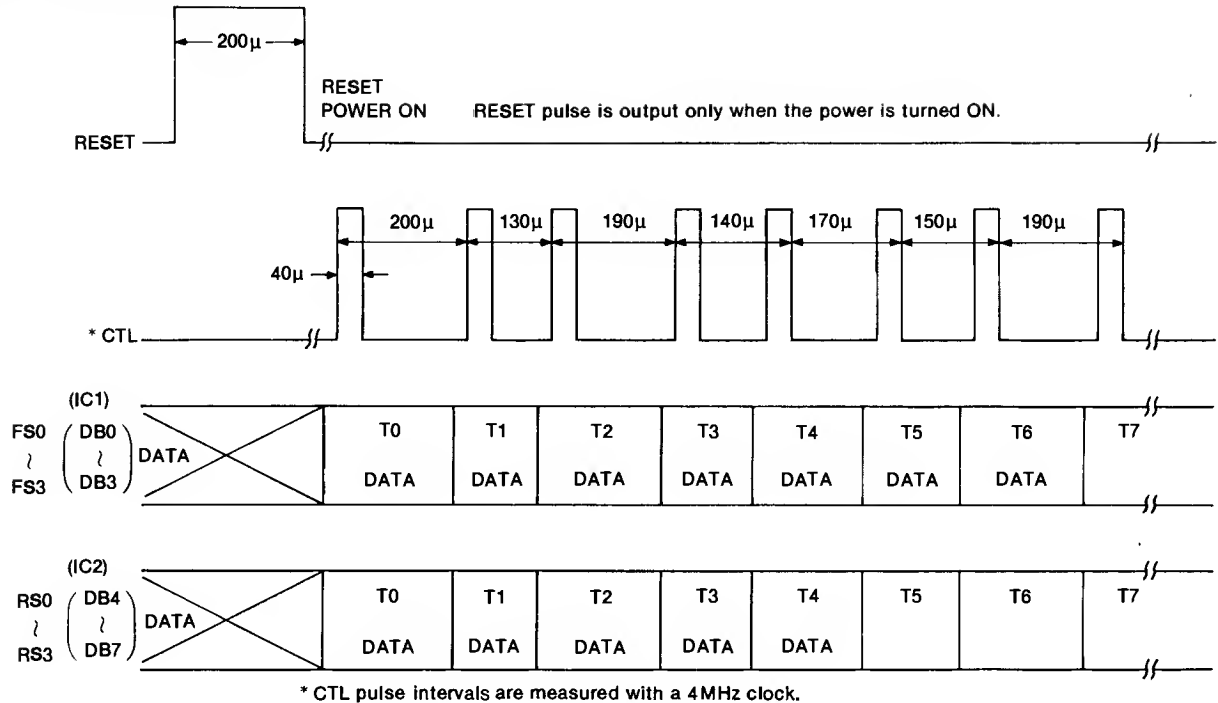 200μ
RESET
POWER ON RESET pulse is output only when the power is turned ON.
RESET
200μ 130μ 190μ 140μ 170μ 150μ 190μ
40μ
* CTL
(IC1)
FS0 DB0 T0 T1 T2 T3 T4 T5 T6 T7
~ ~ DATA
FS3 DB3 DATA DATA DATA DATA DATA DATA DATA
(IC2)
RS0 DB4 T0 T1 T2 T3 T4 T5 T6 T7
~ ~ DATA
RS3 DB7 DATA DATA DATA DATA DATA
* CTL pulse intervals are measured with a 4MHz clock.